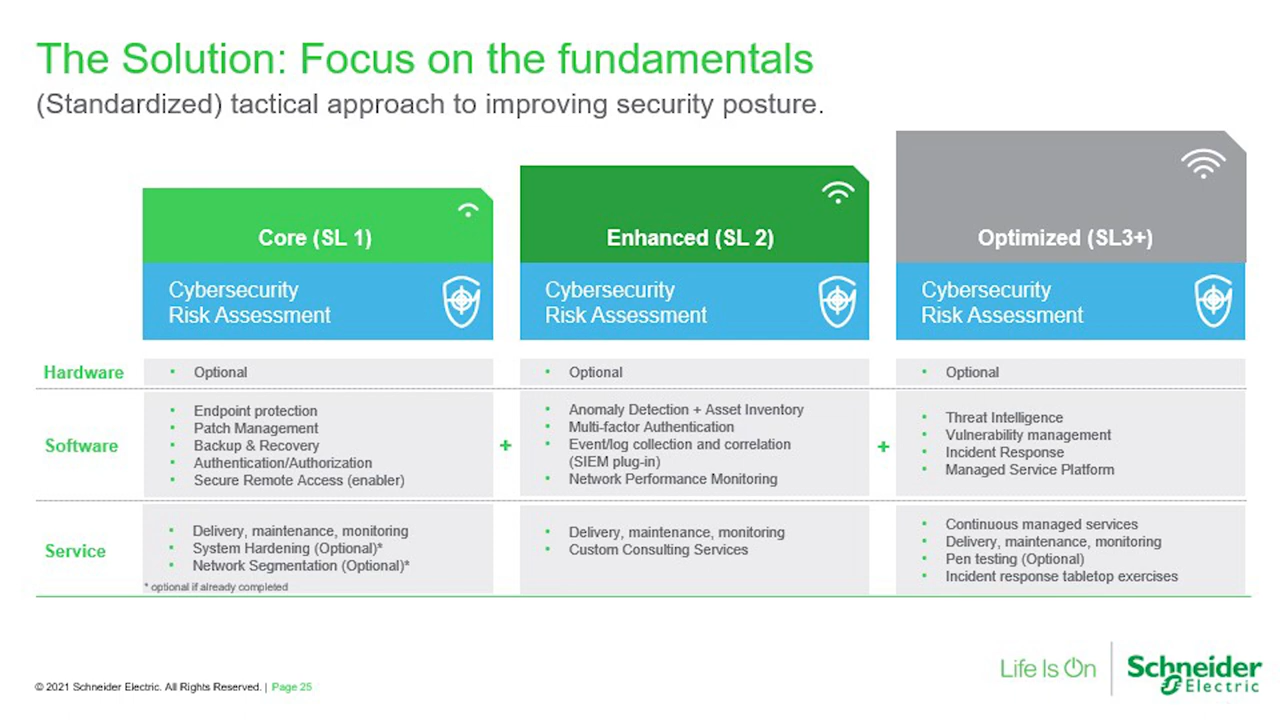 The Solution: Focus on the fundamentals
(Standardized) tactical approach to improving security posture.
Core (SL 1)
Enhanced (SL 2)
Optimized (SL3+)
Cybersecurity
Risk Assessment
Cybersecurity
Risk Assessment
Cybersecurity
Risk Assessment
Hardware
• Optional
• Optional
• Optional
Software
• Endpoint protection
• Patch Management
• Backup & Recovery
• Authentication/Authorization
• Secure Remote Access (enabler)
+
• Anomaly Detection + Asset Inventory
• Multi-factor Authentication
• Event/log collection and correlation
(SIEM plug-in)
• Network Performance Monitoring
+
• Threat Intelligence
• Vulnerability management
• Incident Response
• Managed Service Platform
Service
• Delivery, maintenance, monitoring
• System Hardening (Optional)*
• Network Segmentation (Optional)*
* optional if already completed
• Delivery, maintenance, monitoring
• Custom Consulting Services
• Continuous managed services
• Delivery, maintenance, monitoring
• Pen testing (Optional)
• Incident response tabletop exercises
© 2021 Schneider Electric. All Rights Reserved. | Page 25
Life Is On
Schneider
Electric